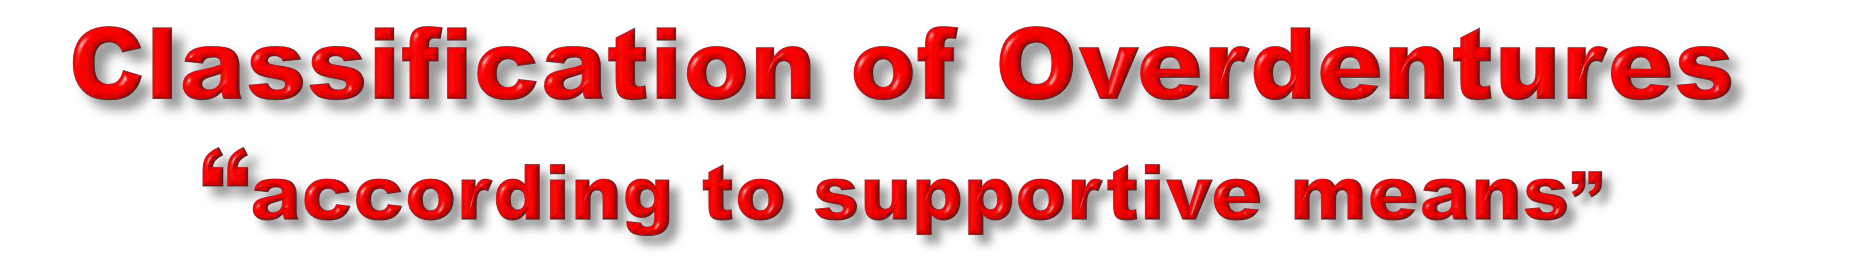 Classification of Overdentures
“according to supportive means”